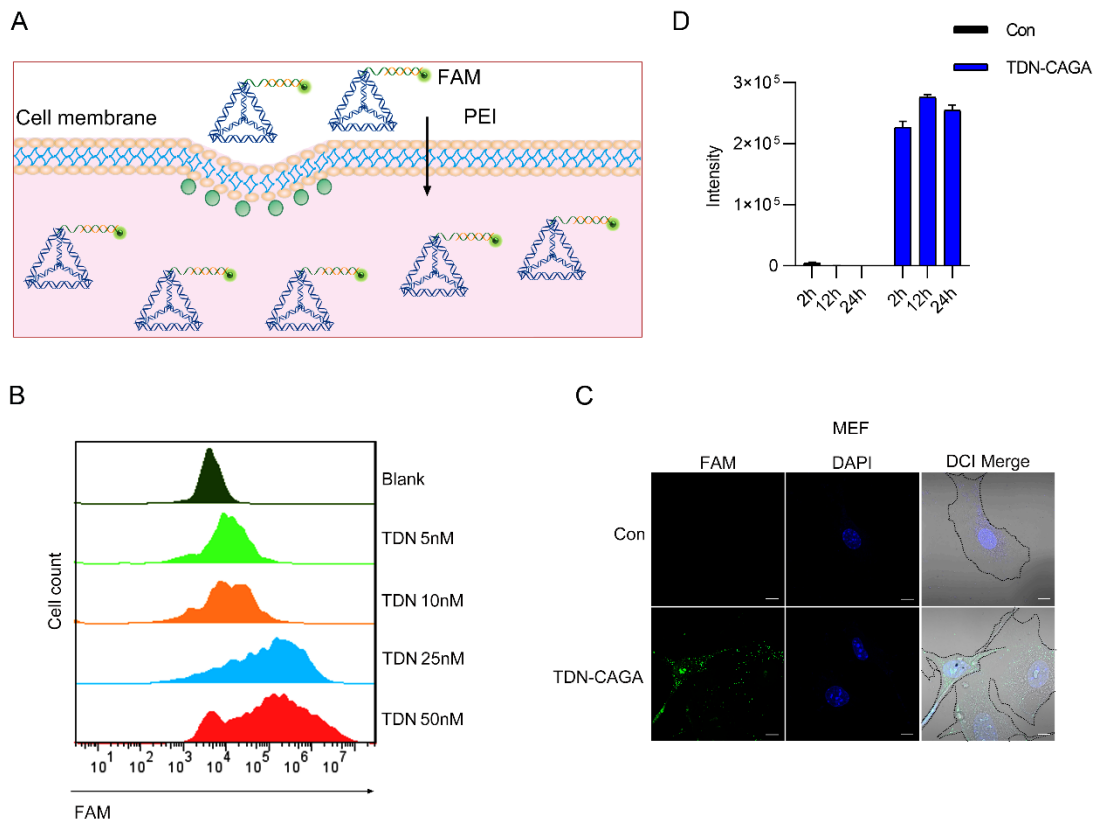 A
FAM
Cell membrane
PEI
D
Con
TDN-CAGA
3×10⁵
2×10⁵
1×10⁵
0
Intensity
2h 12h 24h 2h 12h 24h
B
Blank
TDN 5nM
TDN 10nM
TDN 25nM
TDN 50nM
Cell count
10¹ 10² 10³ 10⁴ 10⁵ 10⁶ 10⁷
FAM
C
MEF
FAM DAPI DCI Merge
Con
TDN-CAGA